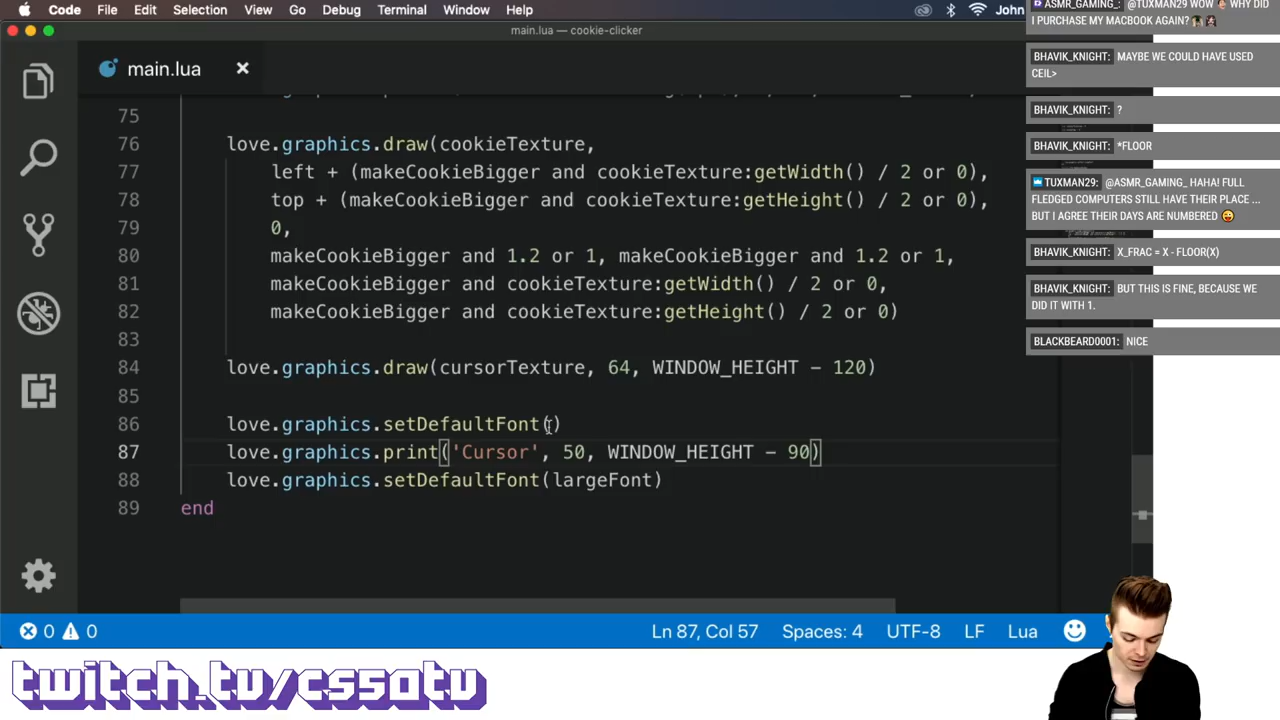 Code File Edit Selection View Go Debug Terminal Window Help John
main.lua — cookie-clicker
main.lua
75
76 love.graphics.draw(cookieTexture,
77 left + (makeCookieBigger and cookieTexture:getWidth() / 2 or 0),
78 top + (makeCookieBigger and cookieTexture:getHeight() / 2 or 0),
79 0,
80 makeCookieBigger and 1.2 or 1, makeCookieBigger and 1.2 or 1,
81 makeCookieBigger and cookieTexture:getWidth() / 2 or 0,
82 makeCookieBigger and cookieTexture:getHeight() / 2 or 0)
83
84 love.graphics.draw(cursorTexture, 64, WINDOW_HEIGHT - 120)
85
86 love.graphics.setDefaultFont()
87 love.graphics.print('Cursor', 50, WINDOW_HEIGHT - 90)
88 love.graphics.setDefaultFont(largeFont)
89 end
0 0 Ln 87, Col 57 Spaces: 4 UTF-8 LF Lua
ASMR_GAMING_: @TUXMAN29 WOW WHY DID
I PURCHASE MY MACBOOK AGAIN?
BHAVIK_KNIGHT: MAYBE WE COULD HAVE USED
CEIL>
BHAVIK_KNIGHT: ?
BHAVIK_KNIGHT: *FLOOR
TUXMAN29: @ASMR_GAMING_ HAHA! FULL
FLEDGED COMPUTERS STILL HAVE THEIR PLACE ...
BUT I AGREE THEIR DAYS ARE NUMBERED 😜
BHAVIK_KNIGHT: X_FRAC = X - FLOOR(X)
BHAVIK_KNIGHT: BUT THIS IS FINE, BECAUSE WE
DID IT WITH 1.
BLACKBEARD0001: NICE
twitch.tv/cs50tv